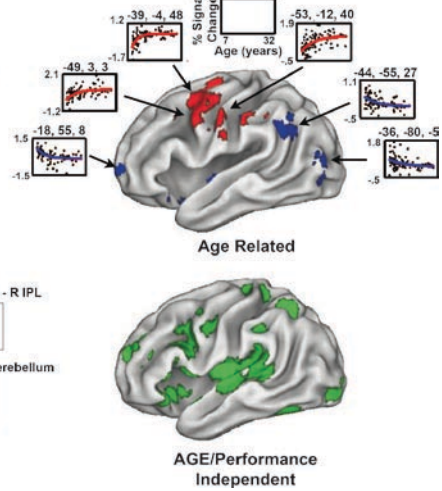 -39, -4, 48
1.2
-1.7
% Signal
Change
7
32
Age (years)
-53, -12, 40
1.9
-.5
-49, 3, 3
2.1
-1.2
-44, -55, 27
1.1
-.5
-18, 55, 8
1.5
-1.5
-36, -80, -5
1.8
-.5
Age Related
- R IPL
erebellum
AGE/Performance
Independent